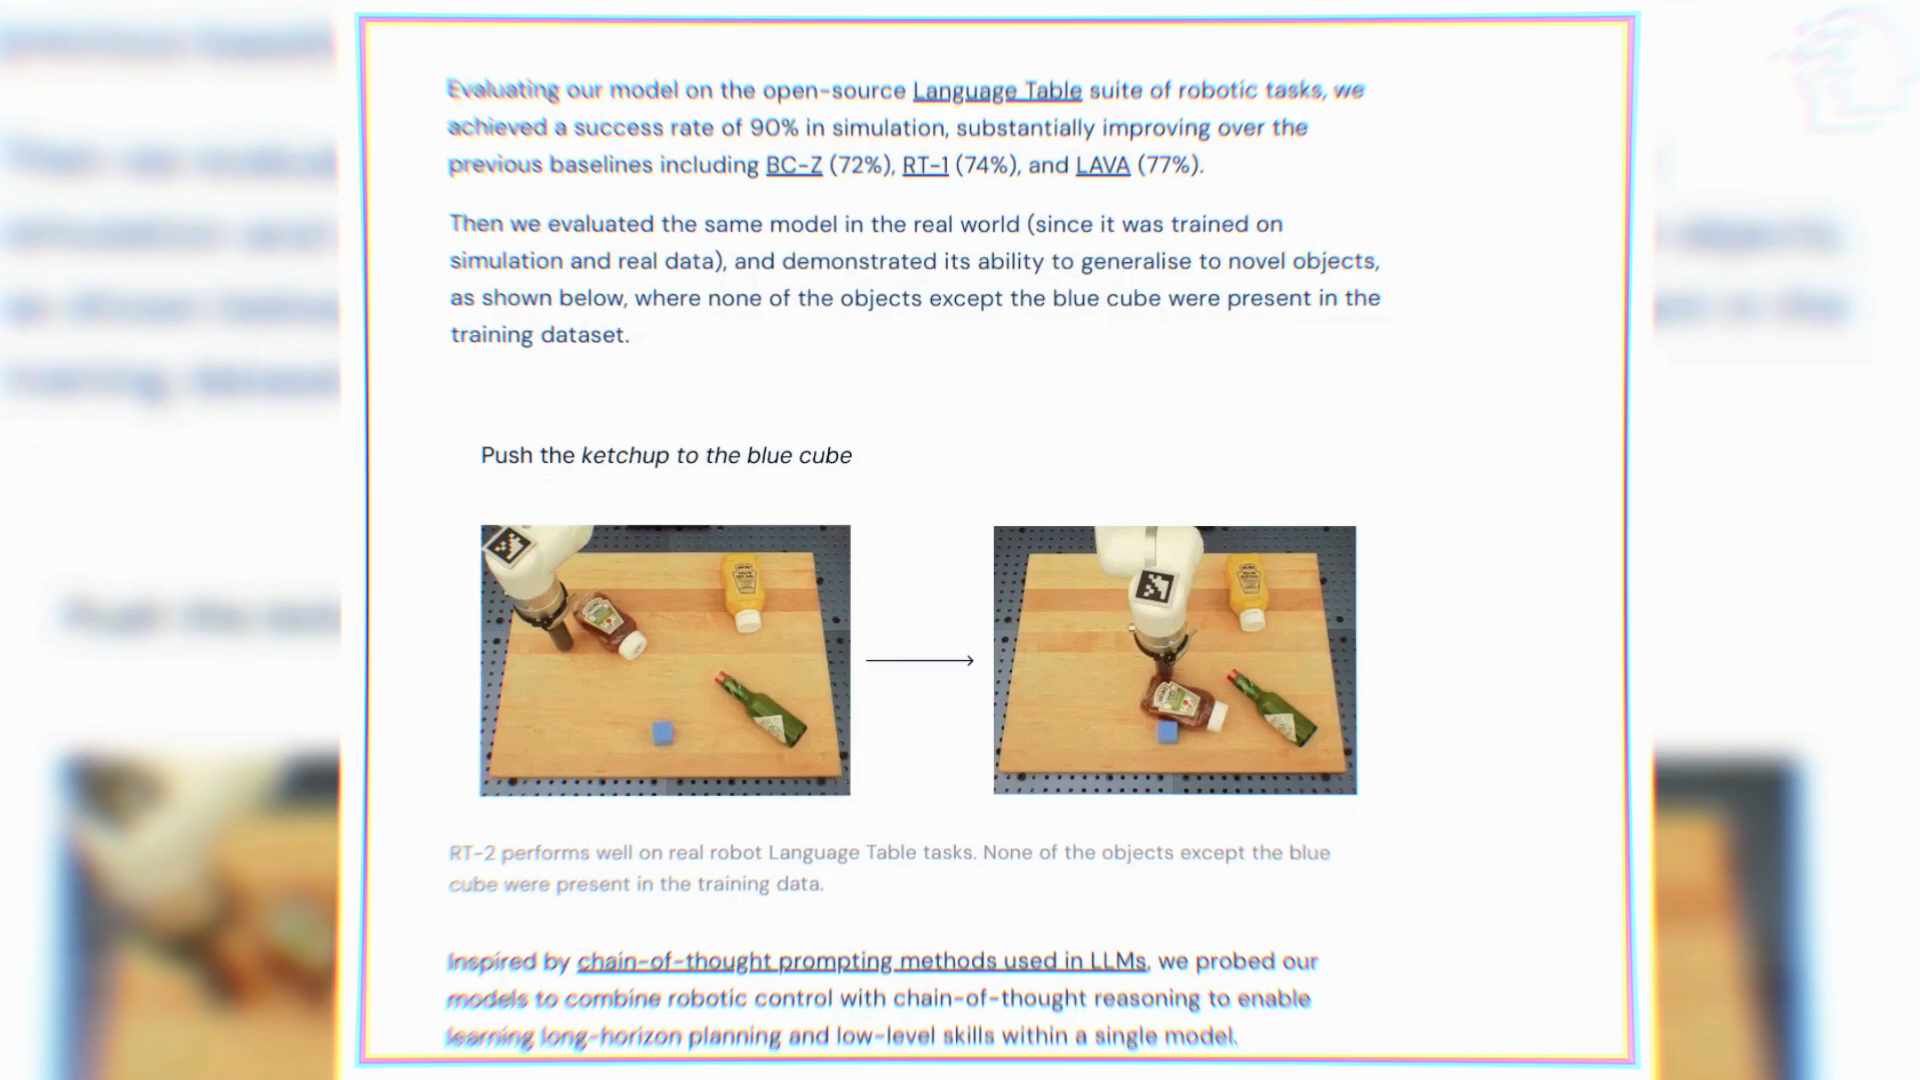 Evaluating our model on the open-source Language Table suite of robotic tasks, we
achieved a success rate of 90% in simulation, substantially improving over the
previous baselines including BC-Z (72%), RT-1 (74%), and LAVA (77%).
Then we evaluated the same model in the real world (since it was trained on
simulation and real data), and demonstrated its ability to generalise to novel objects,
as shown below, where none of the objects except the blue cube were present in the
training dataset.
Push the ketchup to the blue cube
RT-2 performs well on real robot Language Table tasks. None of the objects except the blue
cube were present in the training data.
Inspired by chain-of-thought prompting methods used in LLMs, we probed our
models to combine robotic control with chain-of-thought reasoning to enable
learning long-horizon planning and low-level skills within a single model.